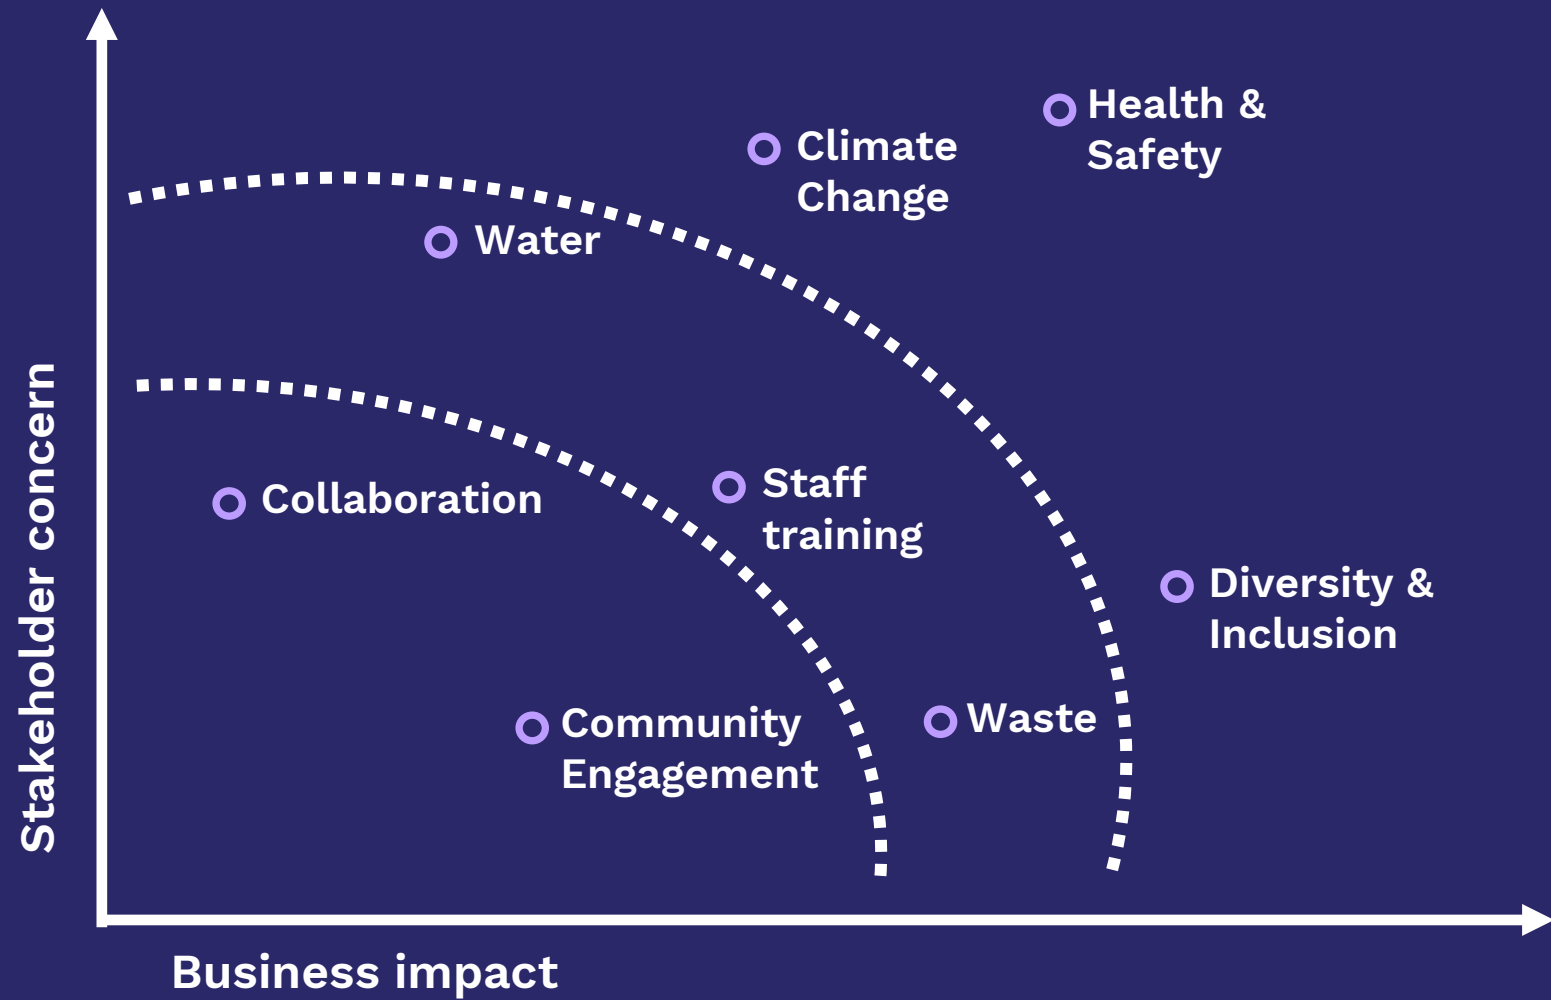 Health &
Safety
Climate
Change
Water
Stakeholder concern
Collaboration
Staff
training
Diversity &
Inclusion
Community
Engagement
Waste
Business impact